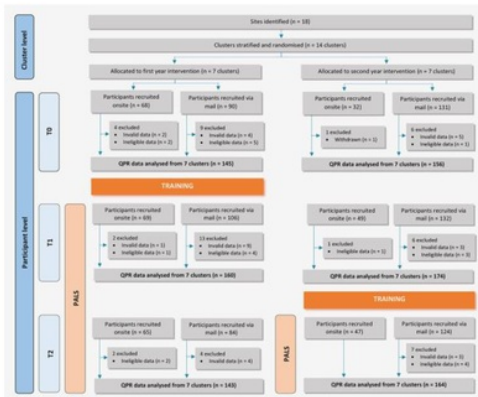 Sites identified (n = 18)
Clusters stratified and randomised (n = 14 clusters)
Allocated to first year intervention (n = 7 clusters)
Allocated to second year intervention (n = 7 clusters)
Cluster level
Participant level
T0
Participants recruited
onsite (n = 68)
Participants recruited via
mail (n = 90)
Participants recruited
onsite (n = 32)
Participants recruited via
mail (n = 131)
4 excluded
• Invalid data (n = 2)
• Ineligible data (n = 2)
9 excluded
• Invalid data (n = 4)
• Ineligible data (n = 5)
1 excluded
• Withdrawn (n = 1)
6 excluded
• Invalid data (n = 5)
• Ineligible data (n = 1)
QPR data analysed from 7 clusters (n = 145)
QPR data analysed from 7 clusters (n = 156)
TRAINING
T1
PALS
Participants recruited
onsite (n = 69)
Participants recruited via
mail (n = 106)
Participants recruited
onsite (n = 49)
Participants recruited via
mail (n = 132)
2 excluded
• Invalid data (n = 1)
• Ineligible data (n = 1)
13 excluded
• Invalid data (n = 9)
• Ineligible data (n = 4)
1 excluded
• Ineligible data (n = 1)
6 excluded
• Invalid data (n = 3)
• Ineligible data (n = 3)
QPR data analysed from 7 clusters (n = 160)
QPR data analysed from 7 clusters (n = 174)
TRAINING
T2
PALS
Participants recruited
onsite (n = 65)
Participants recruited via
mail (n = 84)
Participants recruited
onsite (n = 47)
Participants recruited via
mail (n = 124)
2 excluded
• Ineligible data (n = 2)
4 excluded
• Invalid data (n = 4)
7 excluded
• Invalid data (n = 3)
• Ineligible data (n = 4)
QPR data analysed from 7 clusters (n = 143)
QPR data analysed from 7 clusters (n = 164)